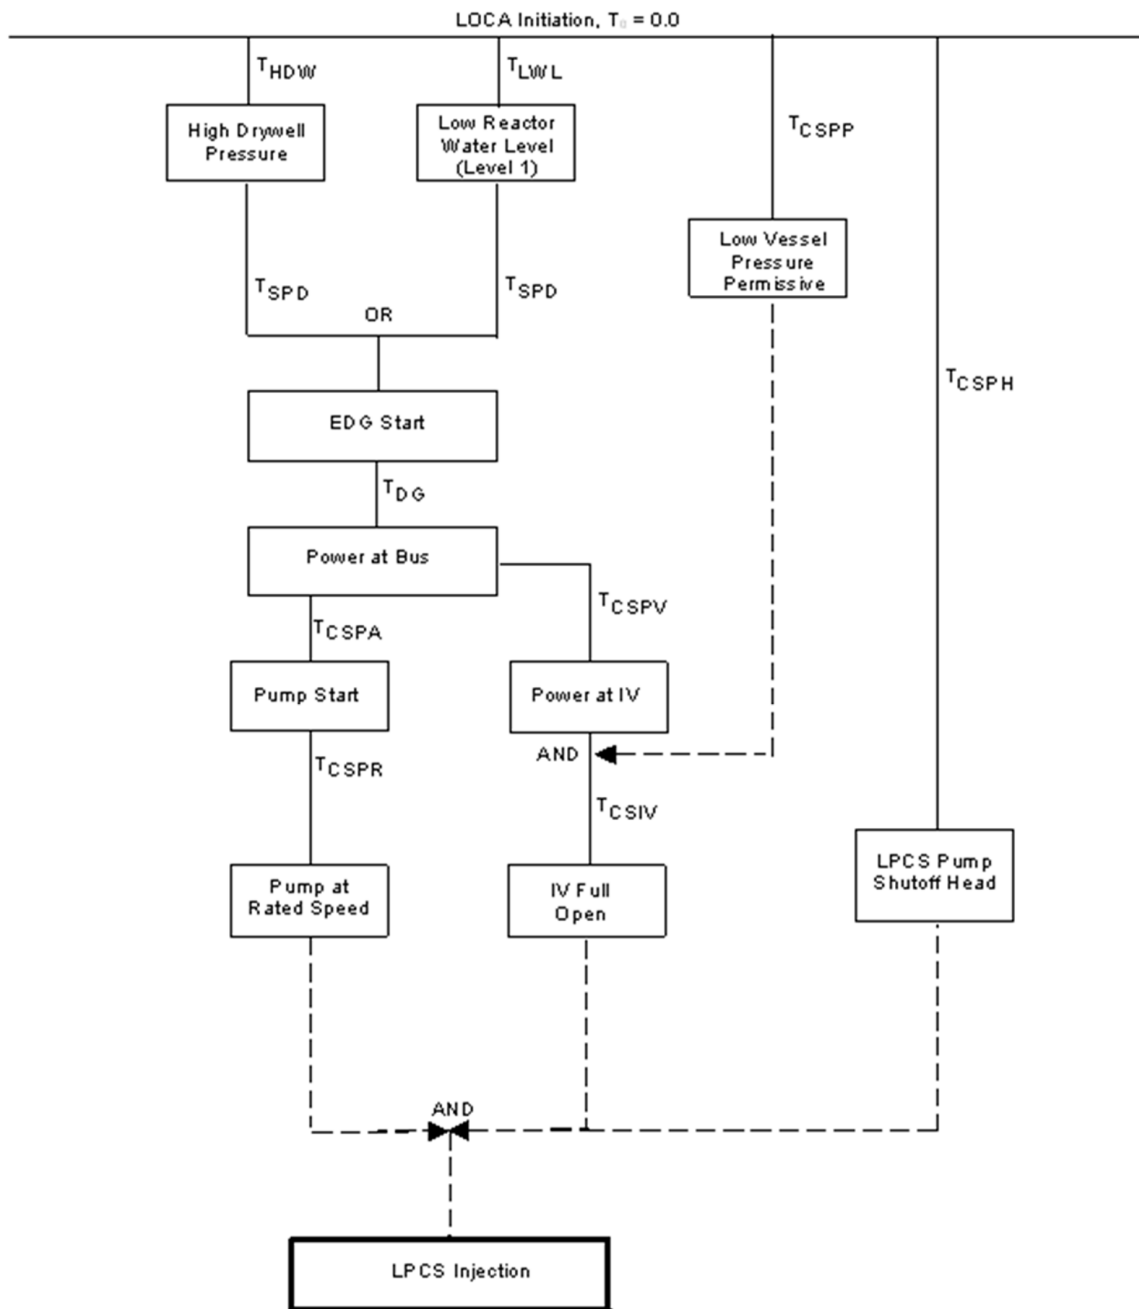 LOCA Initiation, T0 = 0.0
THDW
TLWL
High Drywell
Pressure
Low Reactor
Water Level
(Level 1)
TCSPP
Low Vessel
Pressure
Permissive
TSPD
TSPD
OR
TCSPH
EDG Start
TDG
Power at Bus
TCSPV
TCSPA
Pump Start
Power at IV
AND
TCSPR
TCSIV
LPCS Pump
Shutoff Head
Pump at
Rated Speed
IV Full
Open
AND
LPCS Injection